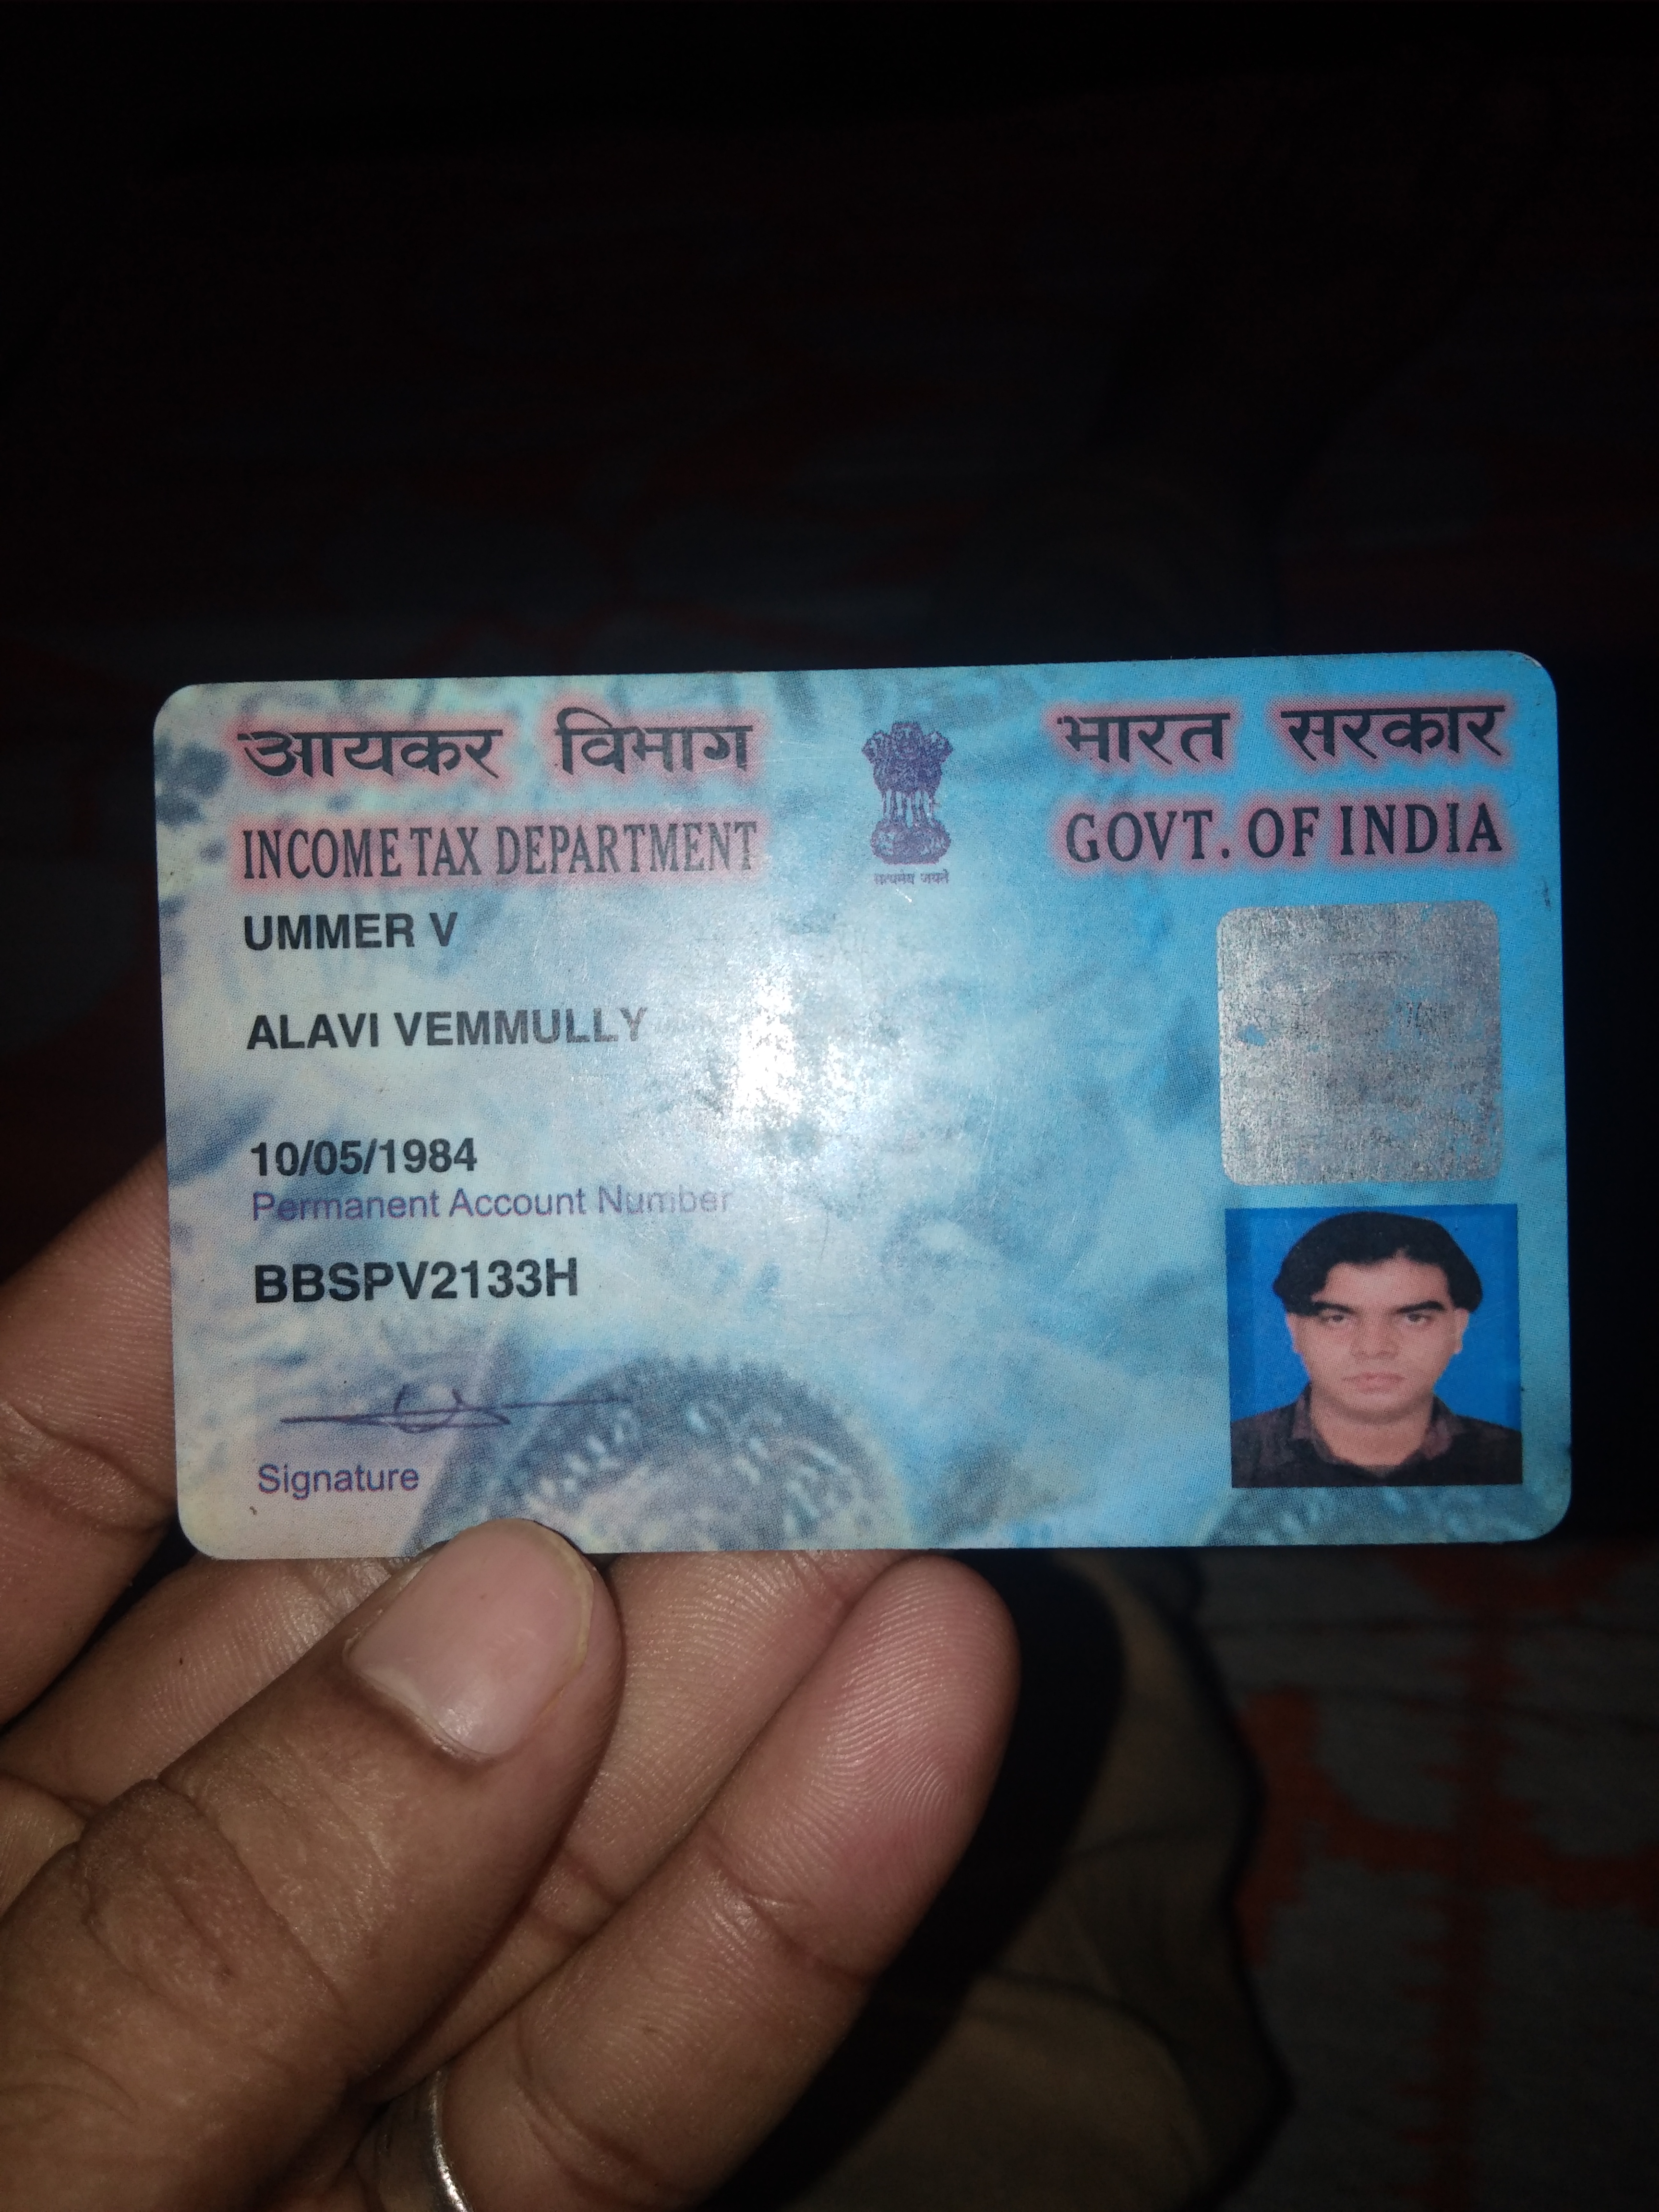 आयकर विभाग
INCOME TAX DEPARTMENT
सत्यमेव जयते
भारत सरकार
GOVT. OF INDIA
UMMER V
ALAVI VEMMULLY
10/05/1984
Permanent Account Number
BBSPV2133H
Signature